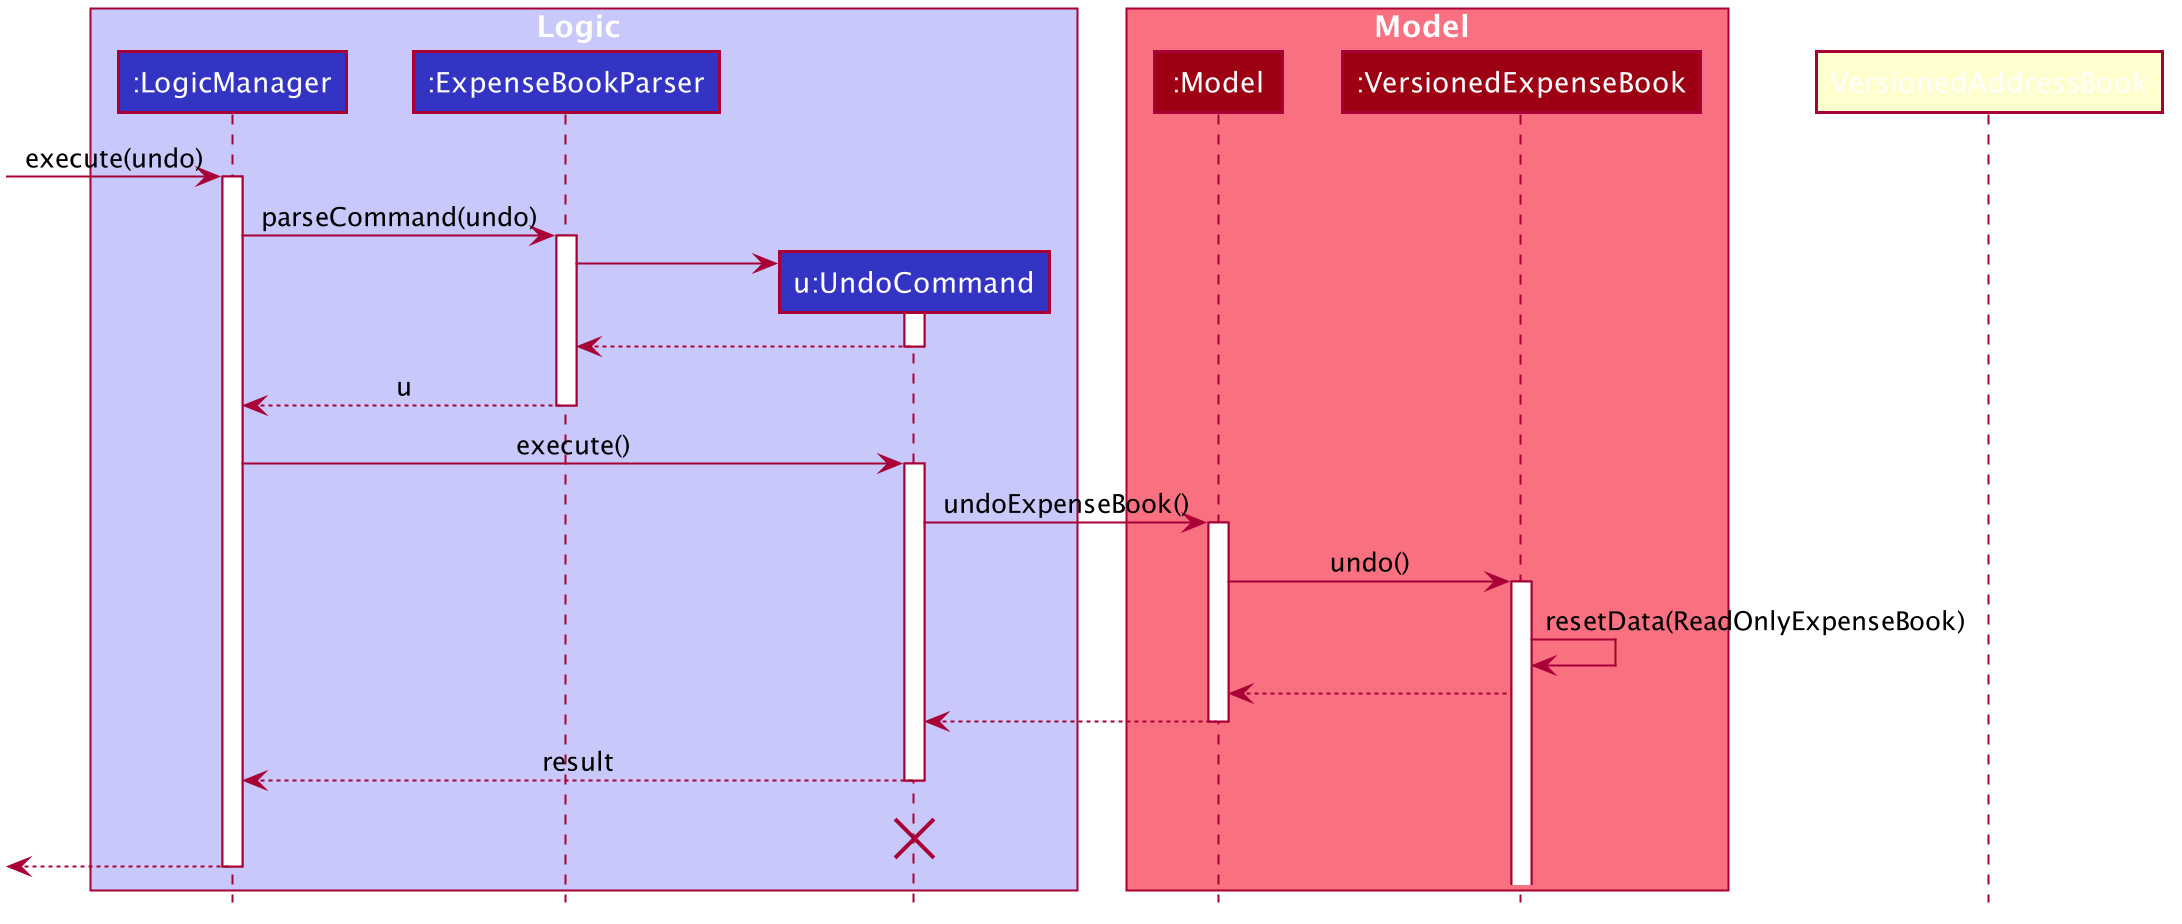 Logic
Model
:LogicManager
:ExpenseBookParser
:Model
:VersionedExpenseBook
VersionedAddressBook
execute(undo)
parseCommand(undo)
u:UndoCommand
u
execute()
undoExpenseBook()
undo()
resetData(ReadOnlyExpenseBook)
result